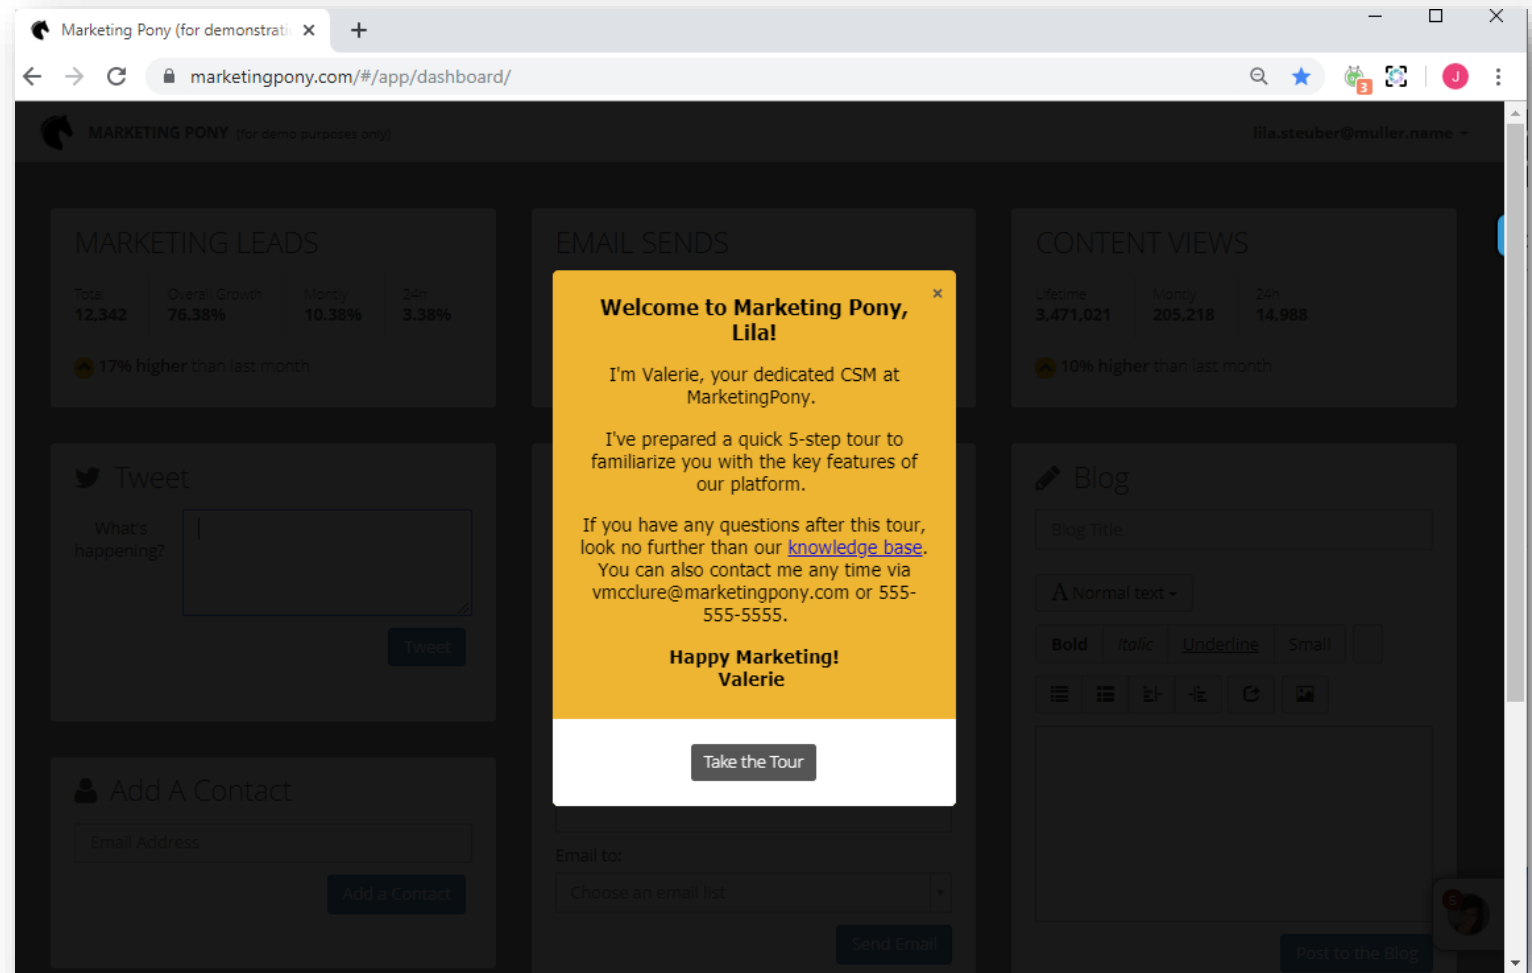 Marketing Pony (for demonstrati
marketingpony.com/#/app/dashboard/
3
J
MARKETING PONY (for demo purposes only)
lila.steuber@muller.name
MARKETING LEADS
Total Overall Growth Montly 24h
12,342 76.38% 10.38% 3.38%
17% higher than last month
EMAIL SENDS
CONTENT VIEWS
Lifetime Montly 24h
3,471,021 205,218 14,988
10% higher than last month
Welcome to Marketing Pony,
Lila!
I'm Valerie, your dedicated CSM at
MarketingPony.
I've prepared a quick 5-step tour to
familiarize you with the key features of
our platform.
If you have any questions after this tour,
look no further than our knowledge base.
You can also contact me any time via
vmcclure@marketingpony.com or 555-
555-5555.
Happy Marketing!
Valerie
Take the Tour
Tweet
What's
happening?
Tweet
Add A Contact
Email Address
Add a Contact
Email to:
Choose an email list
Send Email
Blog
Blog Title
A Normal text
Bold Italic Underline Small
5
Post to the Blog